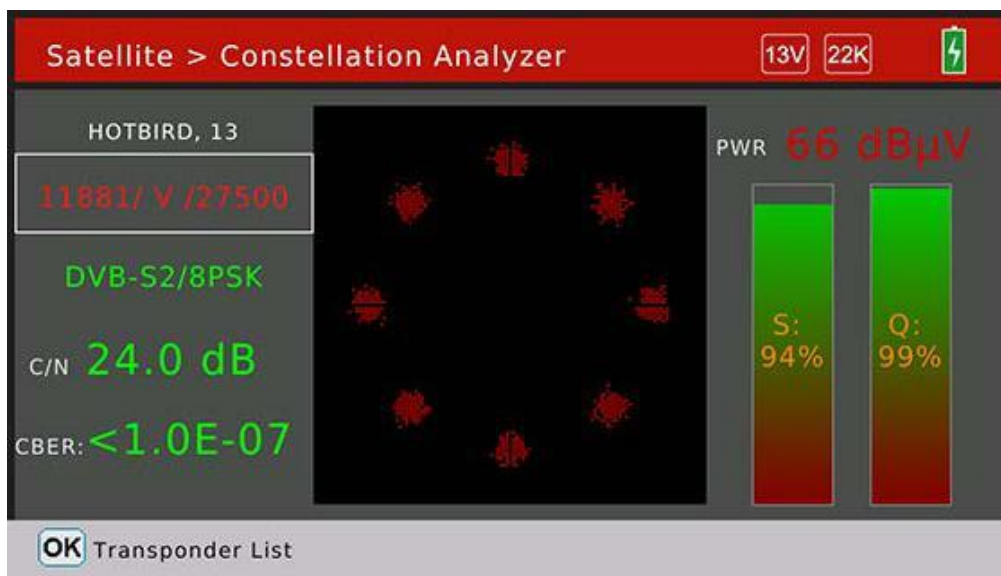 Satellite > Constellation Analyzer 13V 22K
HOTBIRD, 13
11881/ V /27500
DVB-S2/8PSK
C/N 24.0 dB
CBER: <1.0E-07
PWR 66 dBµV
S: 94%
Q: 99%
OK Transponder List